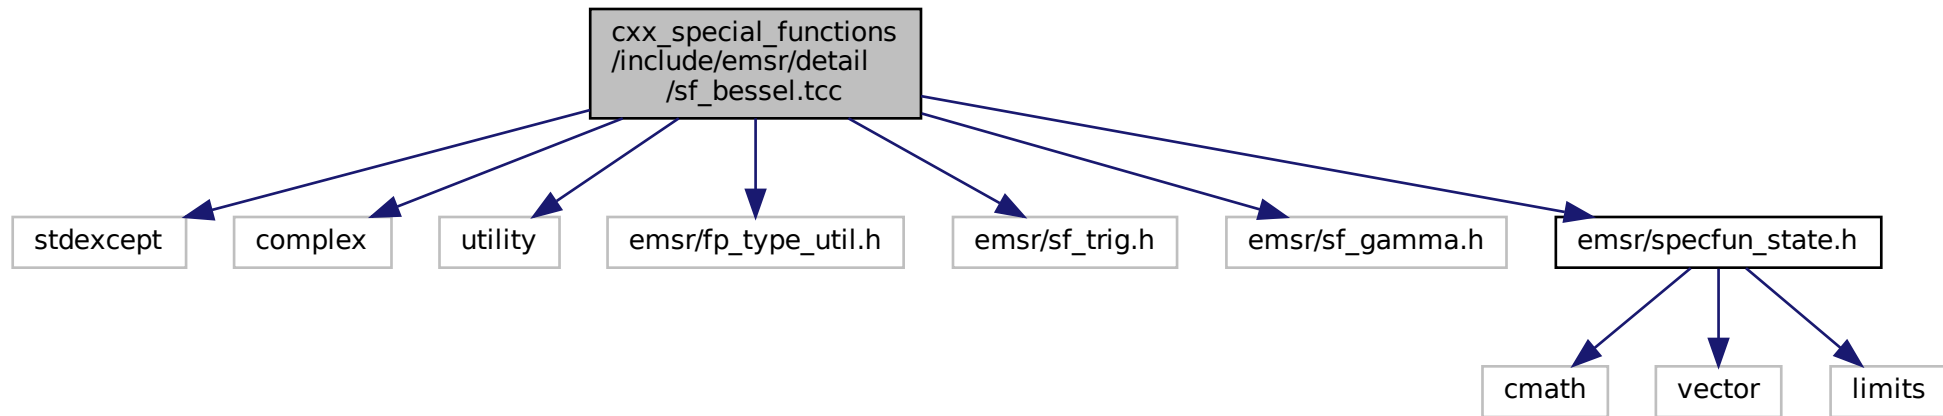 cxx_special_functions
/include/emsr/detail
/sf_bessel.tcc
stdexcept
complex
utility
emsr/fp_type_util.h
emsr/sf_trig.h
emsr/sf_gamma.h
emsr/specfun_state.h
cmath
vector
limits